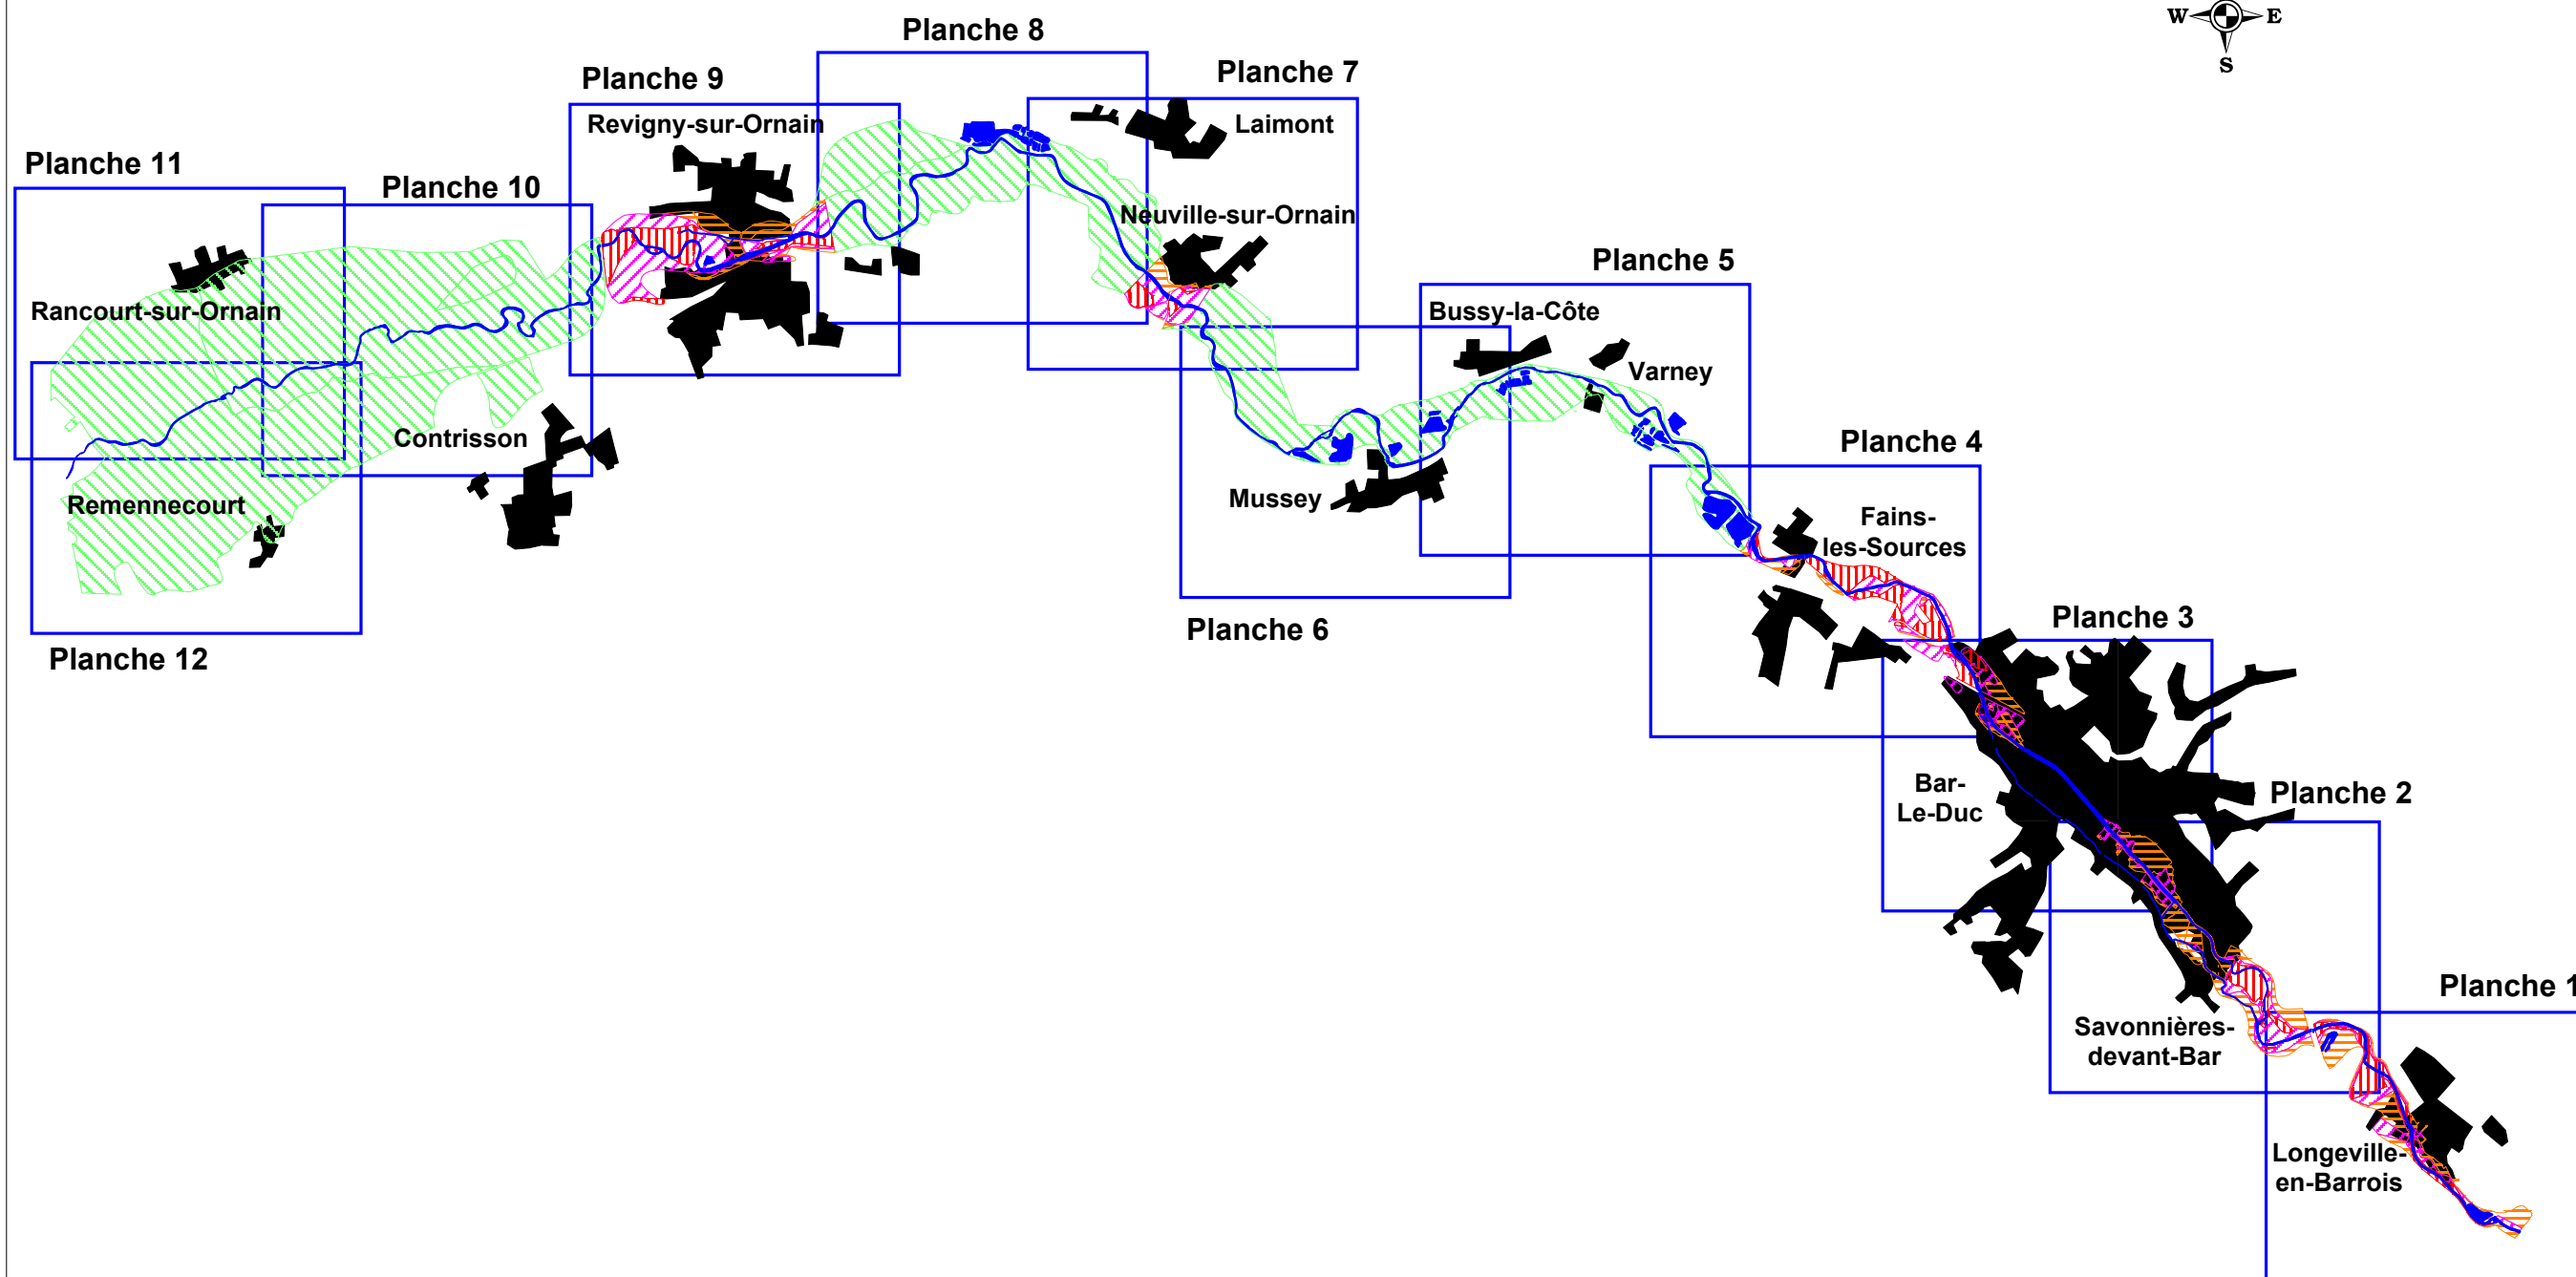 W E
S
Planche 8
Planche 7
Planche 9
Revigny-sur-Ornain
Laimont
Planche 11
Planche 10
Neuville-sur-Ornain
Planche 5
Rancourt-sur-Ornain
Bussy-la-Côte
Varney
Contrisson
Planche 4
Mussey
Remennecourt
Fains-
les-Sources
Planche 3
Planche 6
Planche 12
Bar-
Le-Duc
Planche 2
Planche 1
Savonnières-
devant-Bar
Longeville-
en-Barrois